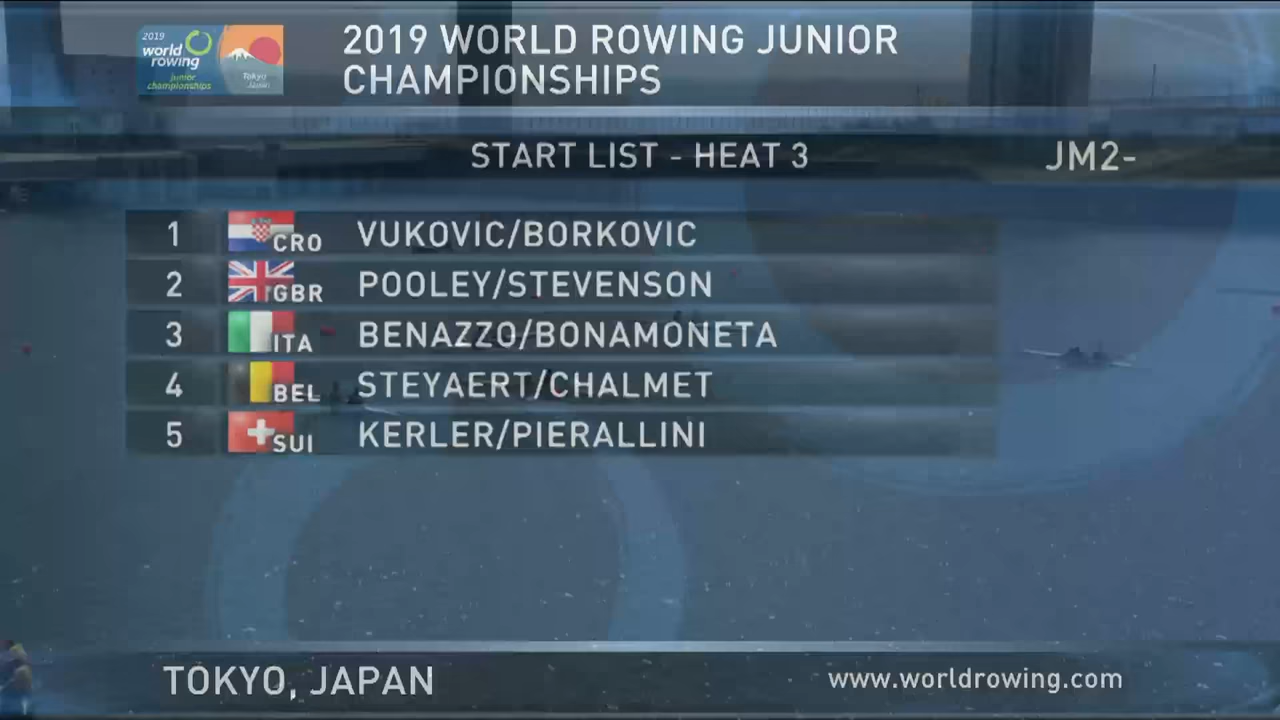 2019
world
rowing
junior
championships
Tokyo
Japan
2019 WORLD ROWING JUNIOR
CHAMPIONSHIPS
START LIST - HEAT 3 JM2-
1 CRO VUKOVIC/BORKOVIC
2 GBR POOLEY/STEVENSON
3 ITA BENAZZO/BONAMONETA
4 BEL STEYAERT/CHALMET
5 SUI KERLER/PIERALLINI
TOKYO, JAPAN www.worldrowing.com